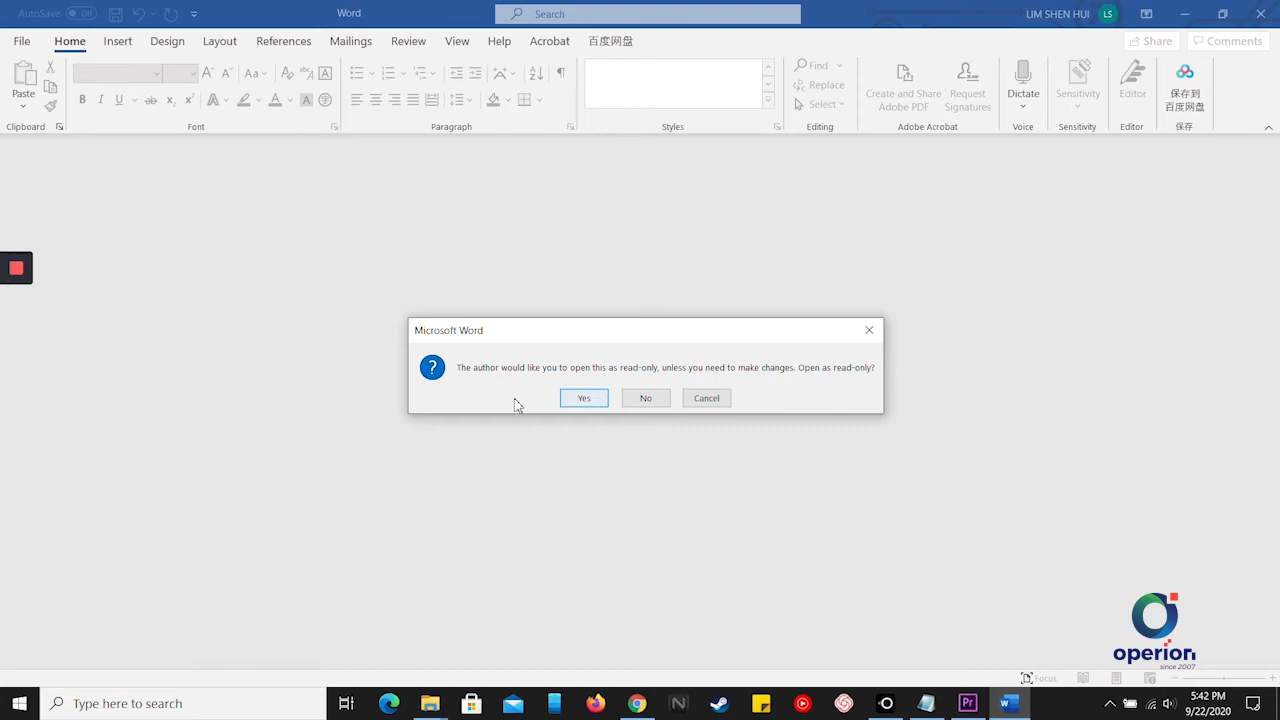 AutoSave Off
Word
Search
LIM SHEN HUI LS
File Home Insert Design Layout References Mailings Review View Help Acrobat 百度网盘
Share Comments
Paste
Aa
B I U ab x₂ x² A A A
Find
Replace
Select
Create and Share
Adobe PDF
Request
Signatures
Dictate
Sensitivity
Editor
保存到
百度网盘
Clipboard Font Paragraph Styles Editing Adobe Acrobat Voice Sensitivity Editor 保存
Microsoft Word
The author would like you to open this as read-only, unless you need to make changes. Open as read-only?
Yes No Cancel
operion
since 2007
Focus
Type here to search
5:42 PM
9/22/2020